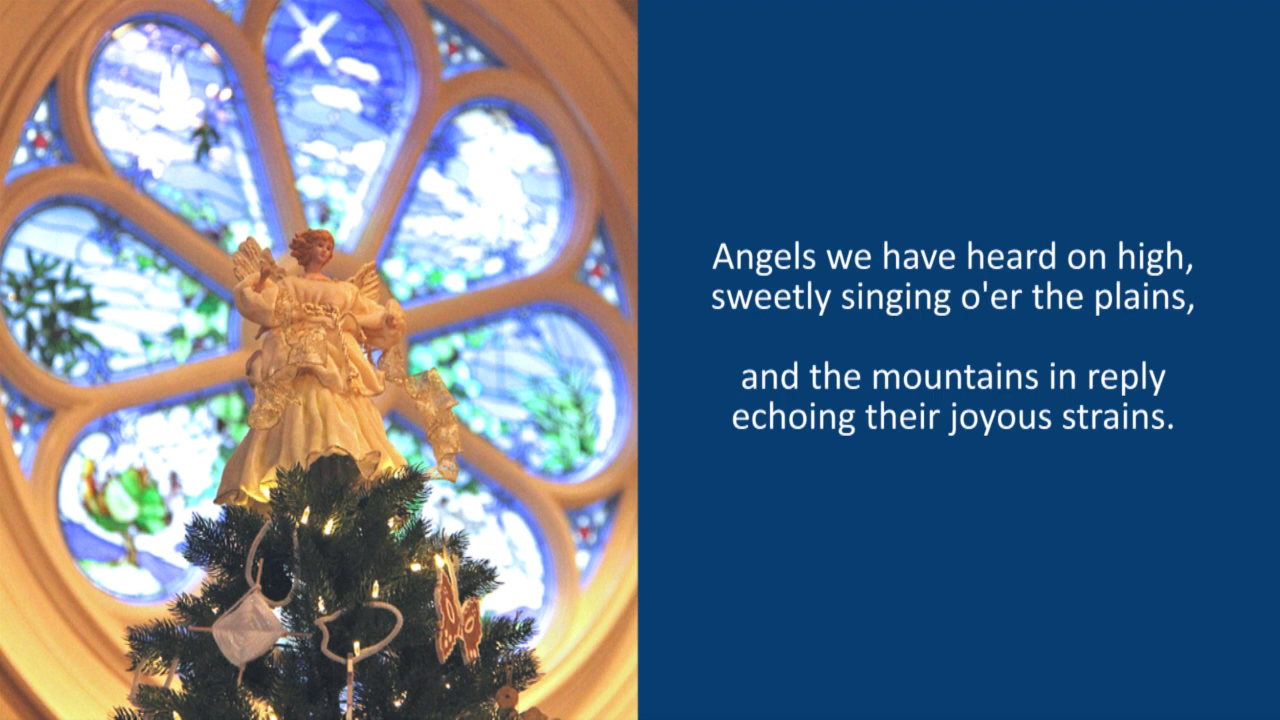 Angels we have heard on high,
sweetly singing o'er the plains,
and the mountains in reply
echoing their joyous strains.